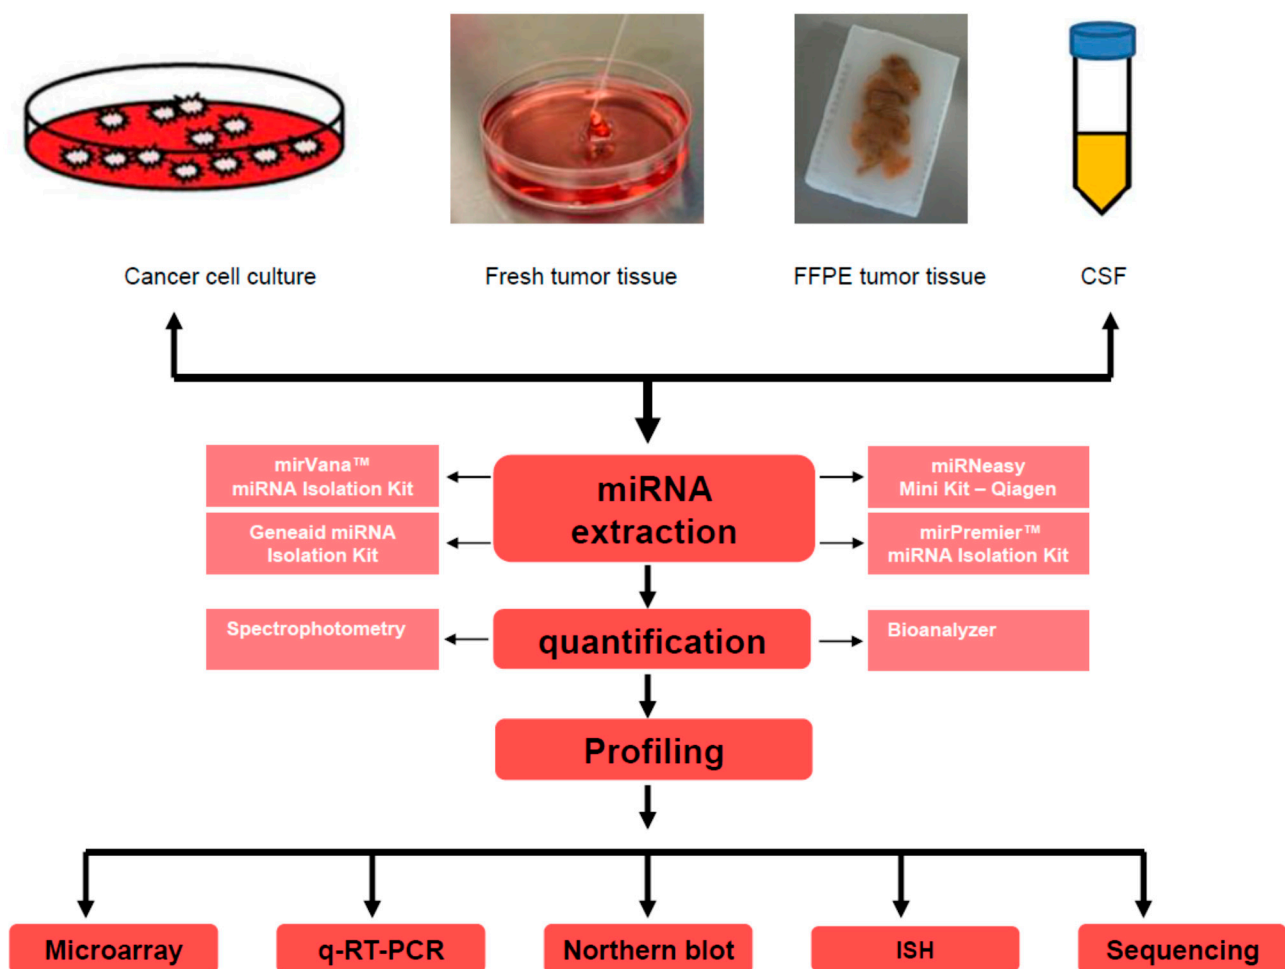 Cancer cell culture
Fresh tumor tissue
FFPE tumor tissue
CSF
mirVana™
miRNA Isolation Kit
Geneaid miRNA
Isolation Kit
miRNA
extraction
miRNeasy
Mini Kit – Qiagen
mirPremier™
miRNA Isolation Kit
Spectrophotometry
quantification
Bioanalyzer
Profiling
Microarray
q-RT-PCR
Northern blot
ISH
Sequencing